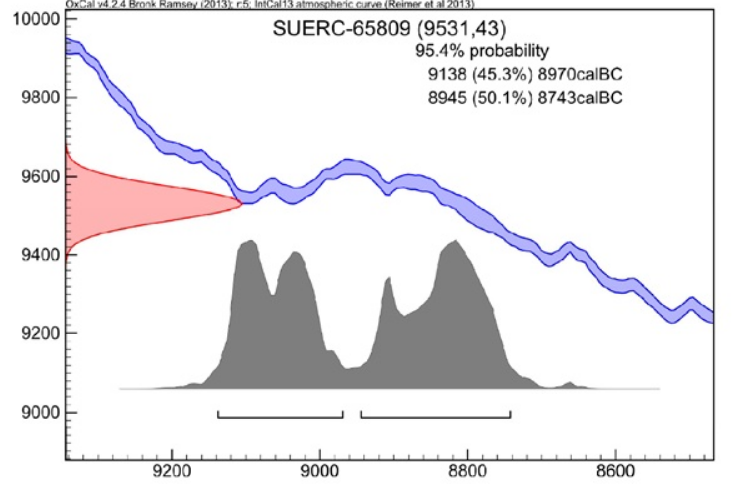 OxCal v4.2.4 Bronk Ramsey (2013); r:5; IntCal13 atmospheric curve (Reimer et al 2013)
SUERC-65809 (9531,43)
95.4% probability
9138 (45.3%) 8970calBC
8945 (50.1%) 8743calBC
10000
9800
9600
9400
9200
9000
9200 9000 8800 8600